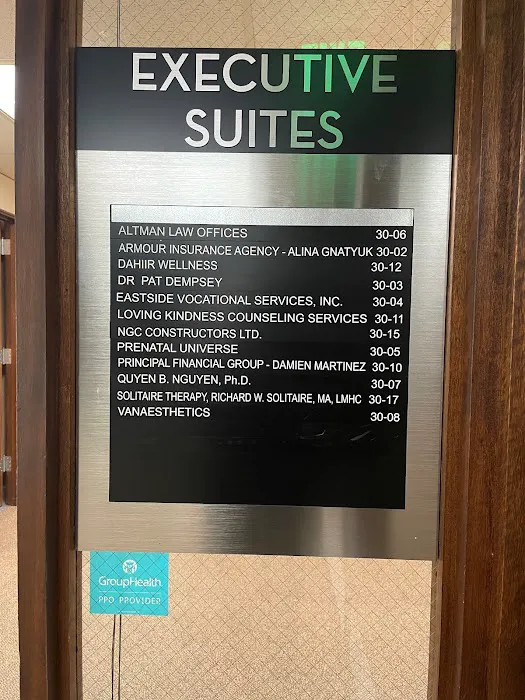 EXECUTIVE
SUITES
ALTMAN LAW OFFICES 30-06
ARMOUR INSURANCE AGENCY - ALINA GNATYUK 30-02
DAHIIR WELLNESS 30-12
DR PAT DEMPSEY 30-03
EASTSIDE VOCATIONAL SERVICES, INC. 30-04
LOVING KINDNESS COUNSELING SERVICES 30-11
NGC CONSTRUCTORS LTD. 30-15
PRENATAL UNIVERSE 30-05
PRINCIPAL FINANCIAL GROUP - DAMIEN MARTINEZ 30-10
QUYEN B. NGUYEN, Ph.D. 30-07
SOLITAIRE THERAPY, RICHARD W. SOLITAIRE, MA, LMHC 30-17
VANAESTHETICS 30-08
GroupHealth
PPO PROVIDER